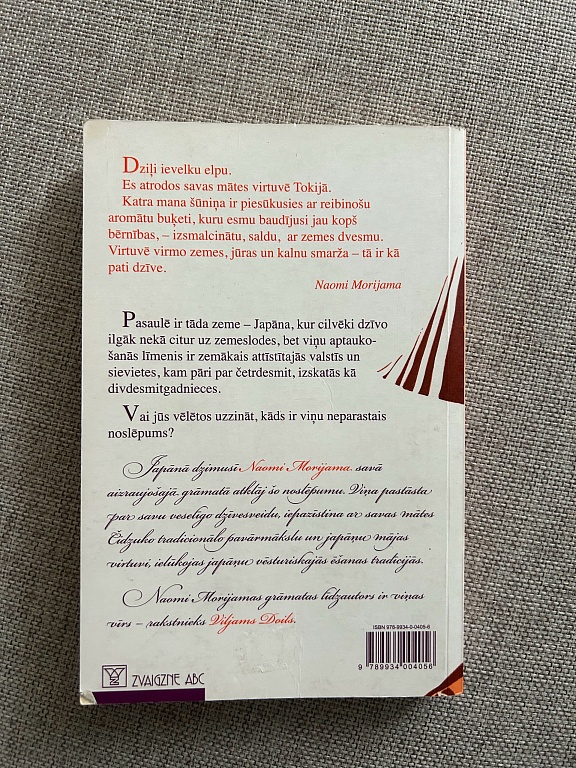 Dziļi ievelku elpu.
Es atrodos savas mātes virtuvē Tokijā.
Katra mana šūniņa ir piesūkusies ar reibinošu
aromātu buķeti, kuru esmu baudījusi jau kopš
bērnības, – izsmalcinātu, saldu, ar zemes dvesmu.
Virtuvē virmo zemes, jūras un kalnu smarža – tā ir kā
pati dzīve.
Naomi Morijama
Pasaulē ir tāda zeme – Japāna, kur cilvēki dzīvo
ilgāk nekā citur uz zemeslodes, bet viņu aptauko-
šanās līmenis ir zemākais attīstītajās valstīs un
sievietes, kam pāri par četrdesmit, izskatās kā
divdesmitgadnieces.
Vai jūs vēlētos uzzināt, kāds ir viņu neparastais
noslēpums?
Japānā dzimusī Naomi Morijama savā
aizraujošajā grāmatā atklāj šo noslēpumu. Viņa pastāsta
par savu veselīgo dzīvesveidu, iepazīstina ar savas mātes
Čidzuko tradicionālo pavārmākslu un japāņu mājas
virtuvi, ielūkojas japāņu vēsturiskajās ēšanas tradīcijās.
Naomi Morijamas grāmatas līdzautors ir viņas
vīrs – rakstnieks Viljams Doils.
ISBN 978-9934-0-0405-6
9 789934 004056
ZVAIGZNE ABC